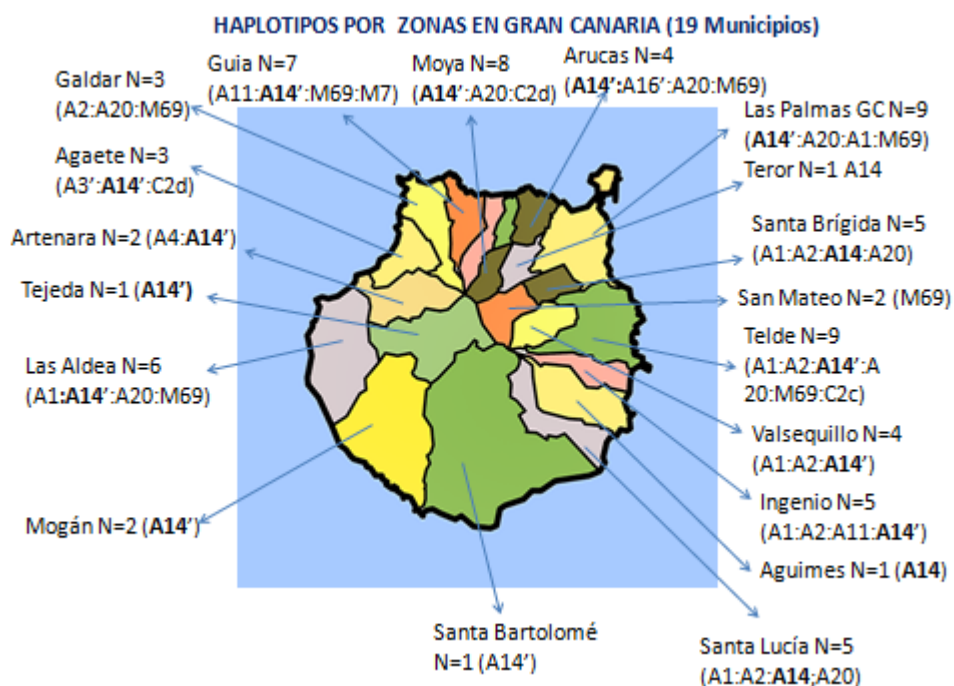 HAPLOTIPOS POR ZONAS EN GRAN CANARIA (19 Municipios)
Galdar N=3
(A2:A20:M69)
Guia N=7
(A11:A14':M69:M7)
Moya N=8
(A14':A20:C2d)
Arucas N=4
(A14':A16':A20:M69)
Las Palmas GC N=9
(A14':A20:A1:M69)
Agaete N=3
(A3':A14':C2d)
Teror N=1 A14
Artenara N=2 (A4:A14')
Santa Brígida N=5
(A1:A2:A14:A20)
Tejeda N=1 (A14')
San Mateo N=2 (M69)
Las Aldea N=6
(A1:A14':A20:M69)
Telde N=9
(A1:A2:A14':A
20:M69:C2c)
Valsequillo N=4
(A1:A2:A14')
Mogán N=2 (A14')
Ingenio N=5
(A1:A2:A11:A14')
Aguimes N=1 (A14)
Santa Bartolomé
N=1 (A14')
Santa Lucía N=5
(A1:A2:A14;A20)